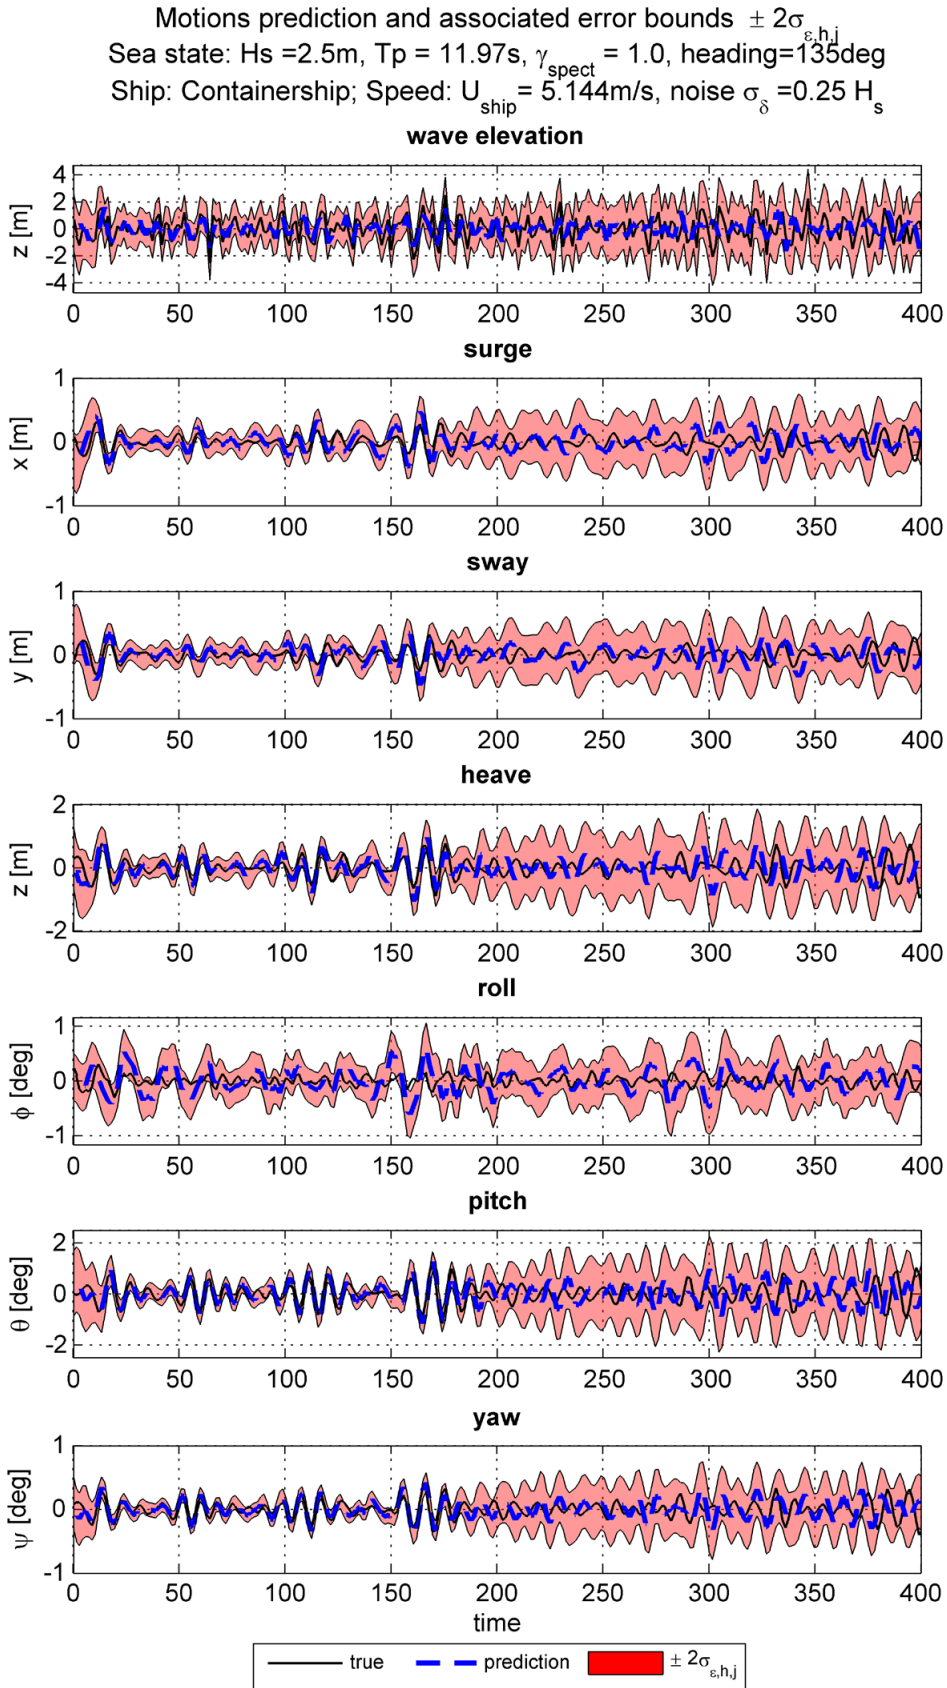 Motions prediction and associated error bounds ± 2σ_ε,h,j
Sea state: Hs =2.5m, Tp = 11.97s, γ_spect = 1.0, heading=135deg
Ship: Containership; Speed: U_ship = 5.144m/s, noise σ_δ =0.25 H_s
wave elevation
z [m]
4
2
0
-2
-4
0 50 100 150 200 250 300 350 400
surge
x [m]
1
0
-1
0 50 100 150 200 250 300 350 400
sway
y [m]
1
0
-1
0 50 100 150 200 250 300 350 400
heave
z [m]
2
0
-2
0 50 100 150 200 250 300 350 400
roll
ϕ [deg]
1
0
-1
0 50 100 150 200 250 300 350 400
pitch
θ [deg]
2
0
-2
0 50 100 150 200 250 300 350 400
yaw
ψ [deg]
1
0
-1
0 50 100 150 200 250 300 350 400
time
true prediction ± 2σ_ε,h,j